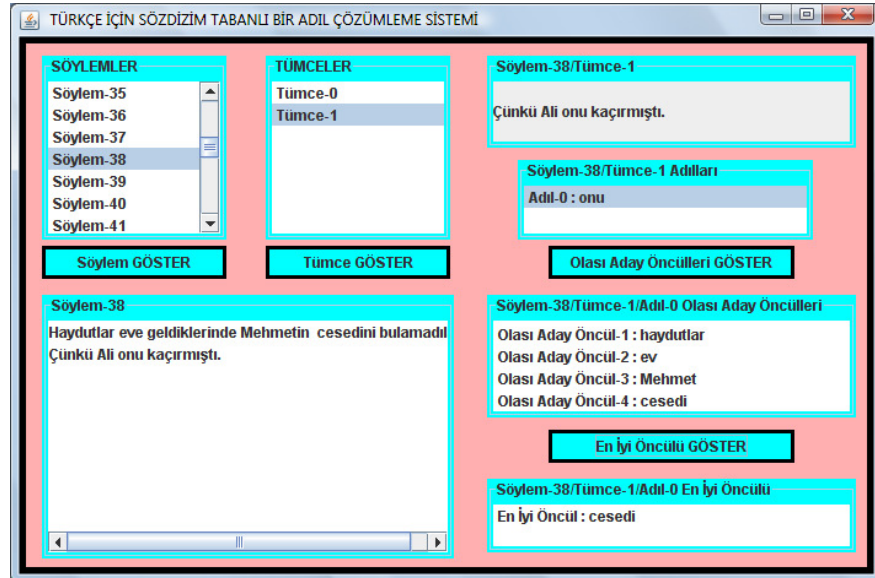 TÜRKÇE İÇİN SÖZDİZİM TABANLI BİR ADIL ÇÖZÜMLEME SİSTEMİ
SÖYLEMLER
Söylem-35
Söylem-36
Söylem-37
Söylem-38
Söylem-39
Söylem-40
Söylem-41
Söylem GÖSTER
TÜMCELER
Tümce-0
Tümce-1
Tümce GÖSTER
Söylem-38/Tümce-1
Çünkü Ali onu kaçırmıştı.
Söylem-38/Tümce-1 Adılları
Adıl-0 : onu
Olası Aday Öncülleri GÖSTER
Söylem-38
Haydutlar eve geldiklerinde Mehmetin  cesedini bulamadıl
Çünkü Ali onu kaçırmıştı.
Söylem-38/Tümce-1/Adıl-0 Olası Aday Öncülleri
Olası Aday Öncül-1 : haydutlar
Olası Aday Öncül-2 : ev
Olası Aday Öncül-3 : Mehmet
Olası Aday Öncül-4 : cesedi
En İyi Öncülü GÖSTER
Söylem-38/Tümce-1/Adıl-0 En İyi Öncülü
En İyi Öncül : cesedi